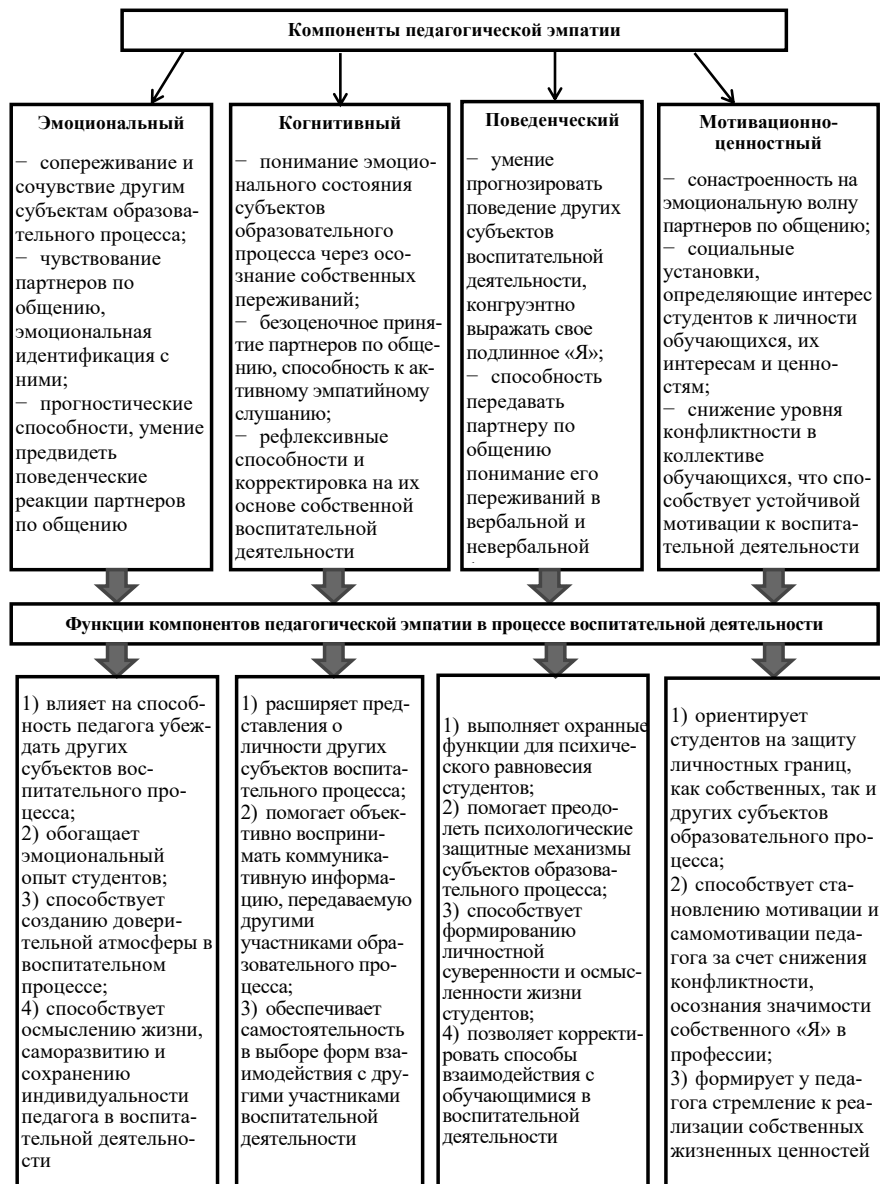 Компоненты педагогической эмпатии
Эмоциональный
− сопереживание и
сочувствие другим
субъектам образова-
тельного процесса;
− чувствование
партнеров по
общению,
эмоциональная
идентификация с
ними;
− прогностические
способности, умение
предвидеть
поведенческие
реакции партнеров
по общению
Когнитивный
− понимание эмоцио-
нального состояния
субъектов
образовательного
процесса через осо-
знание собственных
переживаний;
− безоценочное приня-
тие партнеров по обще-
нию, способность к ак-
тивному эмпатийному
слушанию;
− рефлексивные
способности и
корректировка на их
основе собственной
воспитательной
деятельности
Поведенческий
− умение
прогнозировать
поведение других
субъектов
воспитательной
деятельности,
конгруэнтно
выражать свое
подлинное «Я»;
− способность
передавать
партнеру по
общению
понимание его
переживаний в
вербальной и
невербальной
Мотивационно-
ценностный
− сонастроенность на
эмоциональную волну
партнеров по общению;
− социальные
установки,
определяющие интерес
студентов к личности
обучающихся, их
интересам и ценно-
стям;
− снижение уровня
конфликтности в
коллективе
обучающихся, что спо-
собствует устойчивой
мотивации к воспита-
тельной деятельности
Функции компонентов педагогической эмпатии в процессе воспитательной деятельности
1) влияет на способ-
ность педагога убеж-
дать других
субъектов вос-
питательного про-
цесса;
2) обогащает
эмоциональный
опыт студентов;
3) способствует
созданию довери-
тельной атмосферы в
воспитательном
процессе;
4) способствует
осмыслению жизни,
саморазвитию и
сохранению
индивидуальности
педагога в воспита-
тельной деятельно-
сти
1) расширяет пред-
ставления о
личности других
субъектов воспита-
тельного процесса;
2) помогает объек-
тивно восприни-
мать коммуника-
тивную информа-
цию, передаваемую
другими
участниками обра-
зовательного про-
цесса;
3) обеспечивает
самостоятельность
в выборе форм вза-
имодействия с дру-
гими участниками
воспитательной
деятельности
1) выполняет охранные
функции для психиче-
ского равновесия
студентов;
2) помогает преодо-
леть психологические
защитные механизмы
субъектов образова-
тельного процесса;
3) способствует
формированию
личностной
суверенности и осмыс-
ленности жизни
студентов;
4) позволяет корректи-
ровать способы
взаимодействия с
обучающимися в
воспитательной
деятельности
1) ориентирует
студентов на защиту
личностных границ,
как собственных, так и
других субъектов
образовательного про-
цесса;
2) способствует ста-
новлению мотивации и
самомотивации педа-
гога за счет снижения
конфликтности,
осознания значимости
собственного «Я» в
профессии;
3) формирует у педа-
гога стремление к реа-
лизации собственных
жизненных ценностей